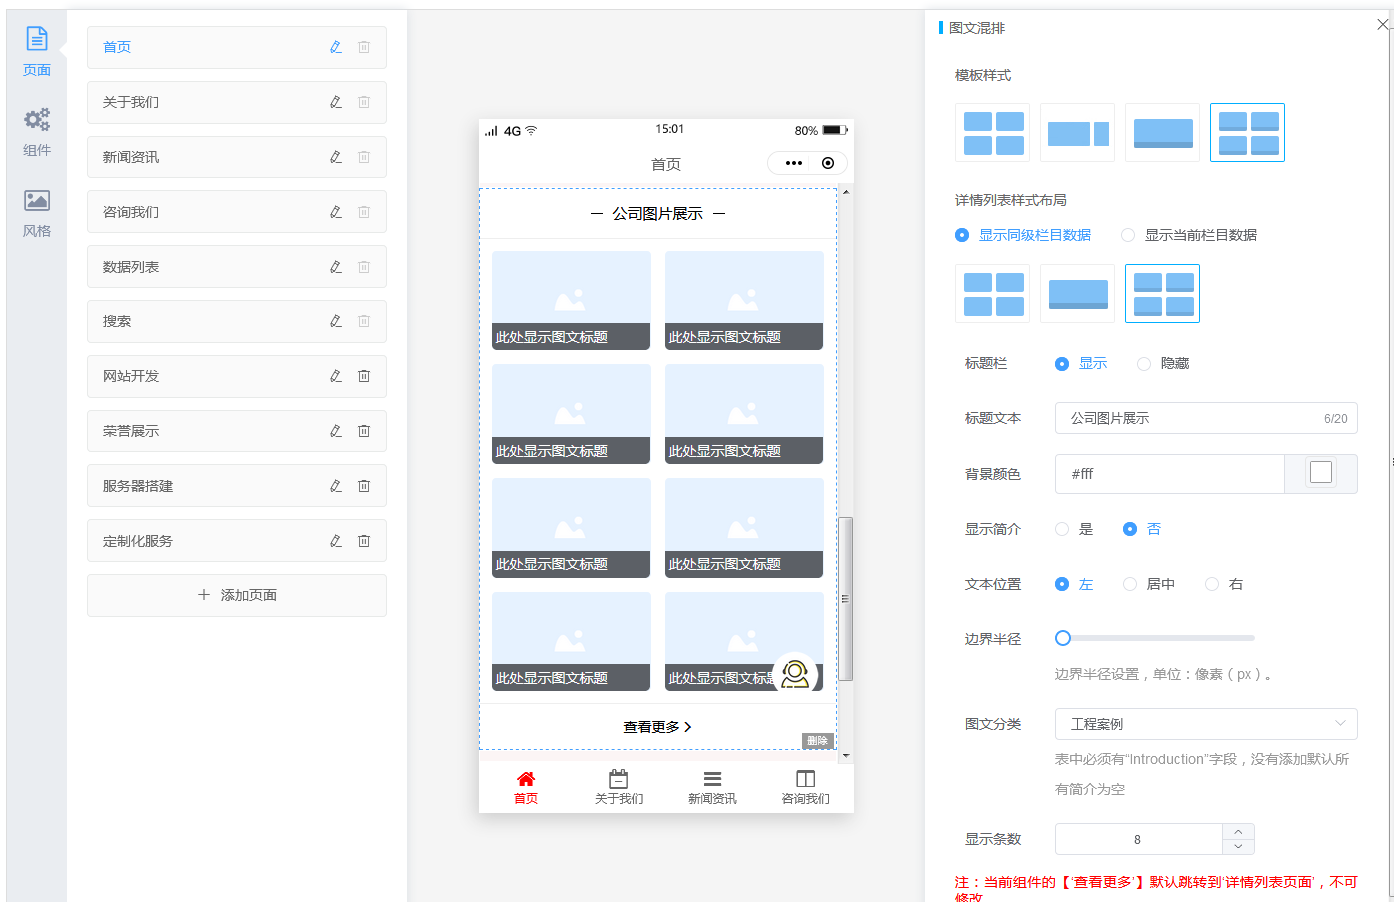 页面
组件
风格
首页
关于我们
新闻资讯
咨询我们
数据列表
搜索
网站开发
荣誉展示
服务器搭建
定制化服务
添加页面
4G
15:01
80%
首页
公司图片展示
此处显示图文标题
此处显示图文标题
此处显示图文标题
此处显示图文标题
此处显示图文标题
此处显示图文标题
此处显示图文标题
此处显示图文标
查看更多
删除
首页
关于我们
新闻资讯
咨询我们
图文混排
模板样式
详情列表样式布局
显示同级栏目数据 显示当前栏目数据
标题栏 显示 隐藏
标题文本 公司图片展示 6/20
背景颜色 #fff
显示简介 是 否
文本位置 左 居中 右
边界半径
边界半径设置，单位：像素（px）。
图文分类 工程案例
表中必须有“Introduction”字段，没有添加默认所
有简介为空
显示条数 8
注：当前组件的【‘查看更多’】默认跳转到‘详情列表页面’，不可
修改